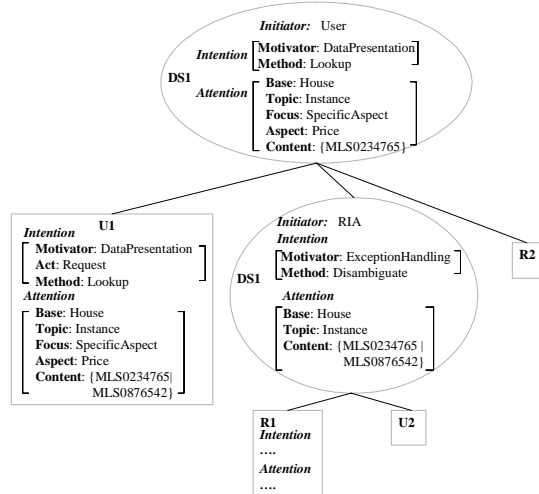 Initiator: User
Intention
Motivator: DataPresentation
Method: Lookup
DS1
Attention
Base: House
Topic: Instance
Focus: SpecificAspect
Aspect: Price
Content: {MLS0234765}
U1
Intention
Motivator: DataPresentation
Act: Request
Method: Lookup
Attention
Base: House
Topic: Instance
Focus: SpecificAspect
Aspect: Price
Content: {MLS0234765|
MLS0876542}
Initiator: RIA
Intention
Motivator: ExceptionHandling
Method: Disambiguate
DS1
Attention
Base: House
Topic: Instance
Content: {MLS0234765 |
MLS0876542}
R2
R1
Intention
....
Attention
....
U2